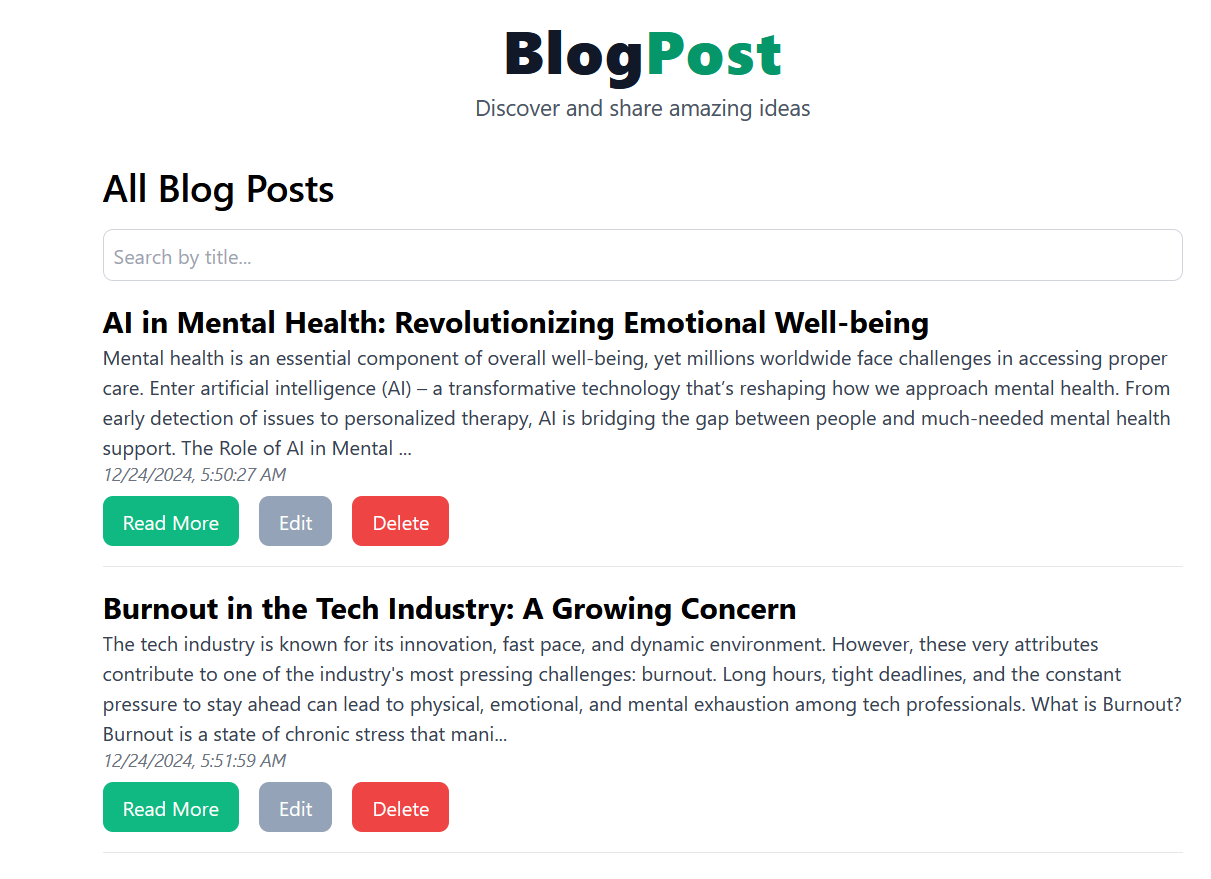 BlogPost
Discover and share amazing ideas
All Blog Posts
Search by title...
AI in Mental Health: Revolutionizing Emotional Well-being
Mental health is an essential component of overall well-being, yet millions worldwide face challenges in accessing proper
care. Enter artificial intelligence (AI) – a transformative technology that’s reshaping how we approach mental health. From
early detection of issues to personalized therapy, AI is bridging the gap between people and much-needed mental health
support. The Role of AI in Mental ...
12/24/2024, 5:50:27 AM
Read More Edit Delete
Burnout in the Tech Industry: A Growing Concern
The tech industry is known for its innovation, fast pace, and dynamic environment. However, these very attributes
contribute to one of the industry's most pressing challenges: burnout. Long hours, tight deadlines, and the constant
pressure to stay ahead can lead to physical, emotional, and mental exhaustion among tech professionals. What is Burnout?
Burnout is a state of chronic stress that mani...
12/24/2024, 5:51:59 AM
Read More Edit Delete